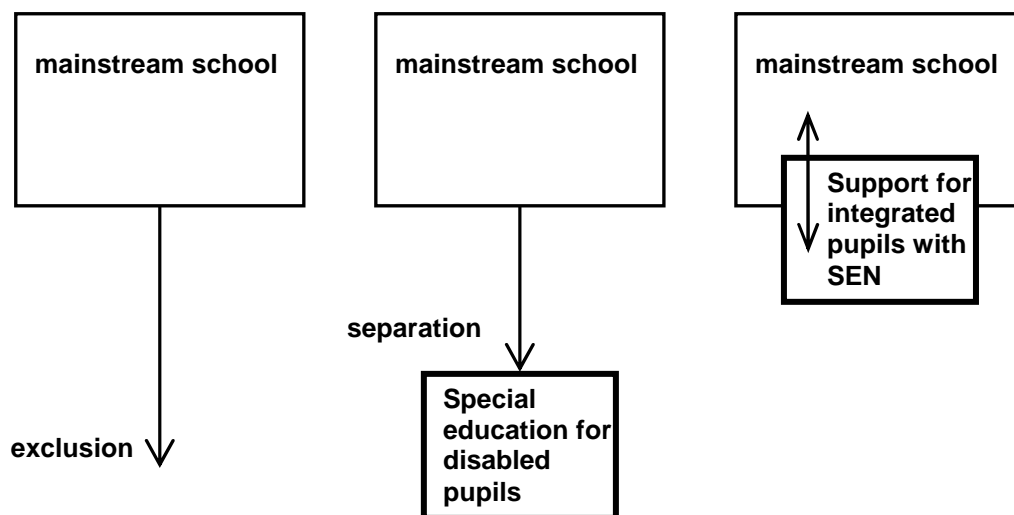 mainstream school
exclusion
mainstream school
separation
Special
education for
disabled
pupils
mainstream school
Support for
integrated
pupils with
SEN